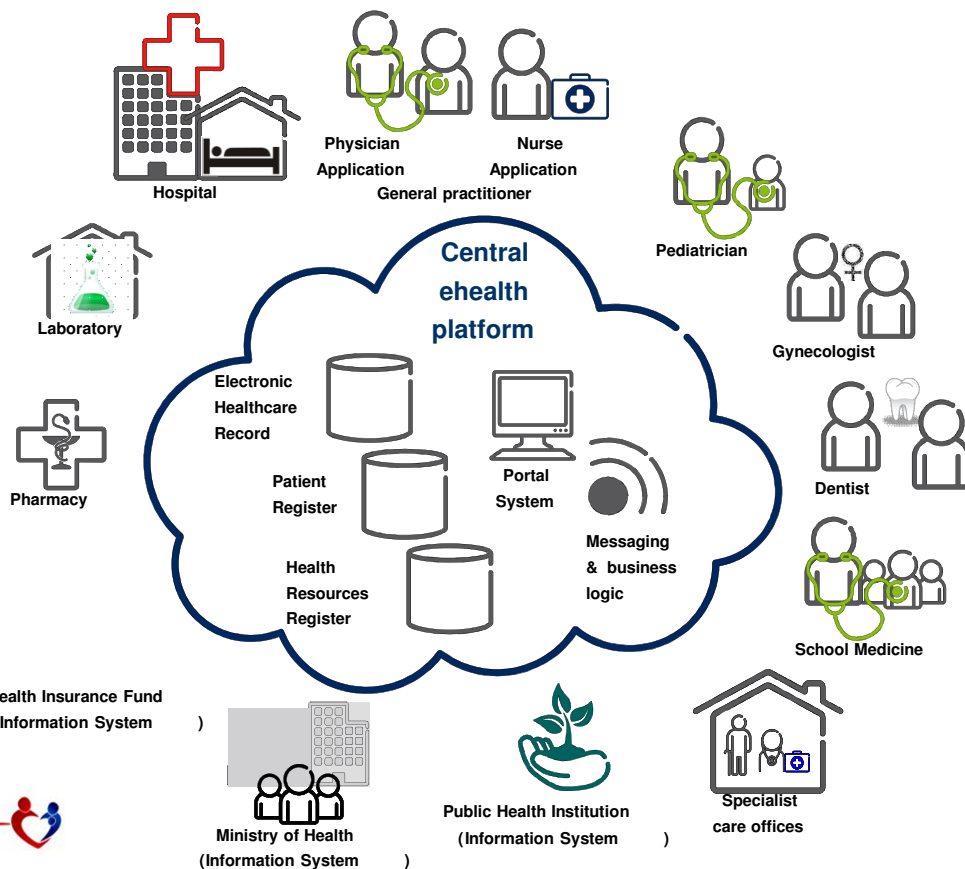 Physician
Application
Nurse
Application
General practitioner
Hospital
Pediatrician
Central
ehealth
platform
Laboratory
Gynecologist
Electronic
Healthcare
Record
Pharmacy
Patient
Register
Portal
System
Dentist
Messaging
& business
logic
Health
Resources
Register
School Medicine
ealth Insurance Fund
Information System )
Ministry of Health
(Information System )
Public Health Institution
(Information System )
Specialist
care offices